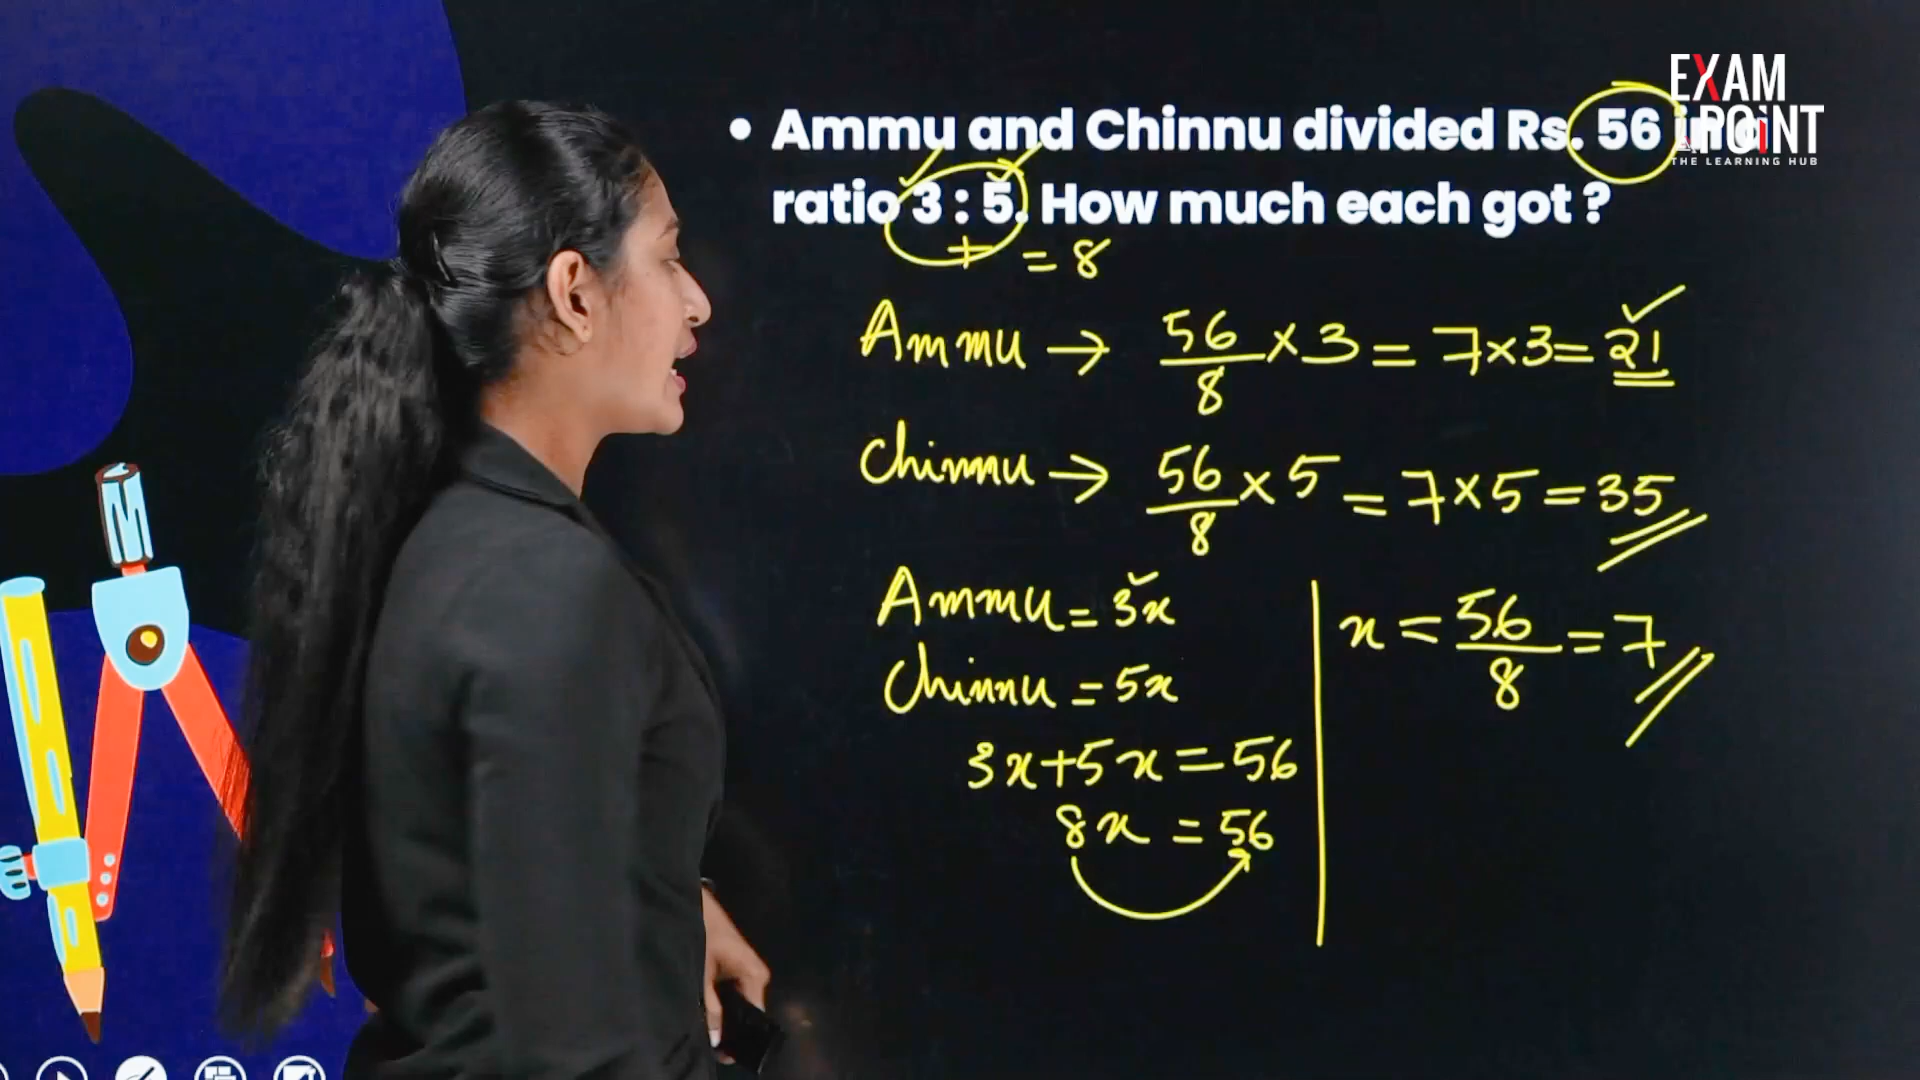 EXAM
POINT
THE LEARNING HUB
• Ammu and Chinnu divided Rs. 56 in a
ratio 3 : 5. How much each got ?
+ = 8
Ammu → 56/8 × 3 = 7 × 3 = 21
Chinnu → 56/8 × 5 = 7 × 5 = 35
Ammu = 3x
Chinnu = 5x
3x + 5x = 56
8x = 56
x = 56/8 = 7